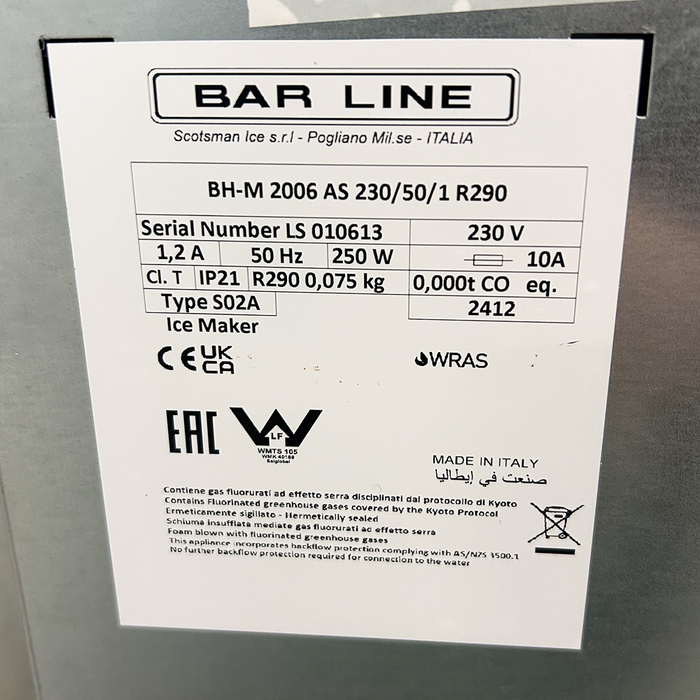 BAR LINE
Scotsman Ice s.r.l - Pogliano Mil.se - ITALIA
BH-M 2006 AS 230/50/1 R290
Serial Number LS 010613 230 V
1,2 A 50 Hz 250 W 10A
Cl. T IP21 R290 0,075 kg 0,000t CO eq.
Type S02A 2412
Ice Maker
CE UK CA WRAS
EAC W
LF
WMTS 105
WMK 40188
Saiglobal
MADE IN ITALY
صنعت في إيطاليا
Contiene gas fluorurati ad effetto serra disciplinati dal protocollo di Kyoto
Contains Fluorinated greenhouse gases covered by the Kyoto Protocol
Ermeticamente sigillato - Hermetically sealed
Schiuma insufflata mediate gas fluorurati ad effetto serra
Foam blown with fluorinated greenhouse gases
This appliance incorporates backflow protection complying with AS/NZS 3500.1
No further backflow protection required for connection to the water